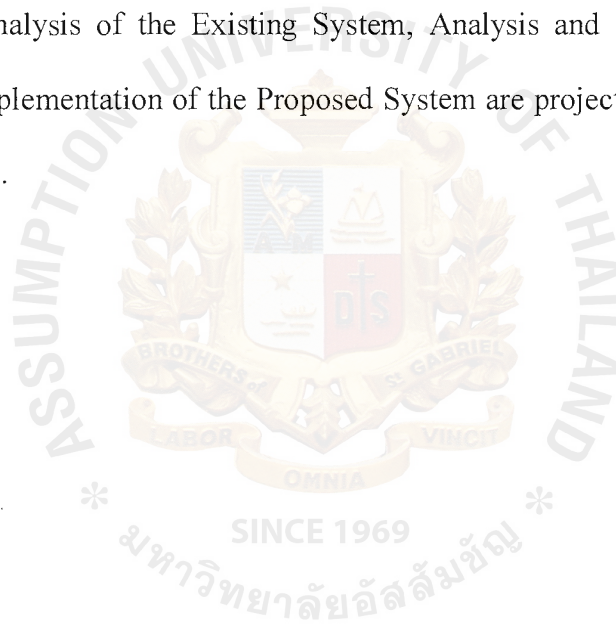 nalysis of the Existing System, Analysis and
plementation of the Proposed System are projec
.
ASSUMPTION UNIVERSITY OF THAILAND
A M
D S
BROTHERS of St GABRIEL
LABOR
VINCIT
OMNIA
SINCE 1969
มหาวิทยาลัยอัสสัมชัญ